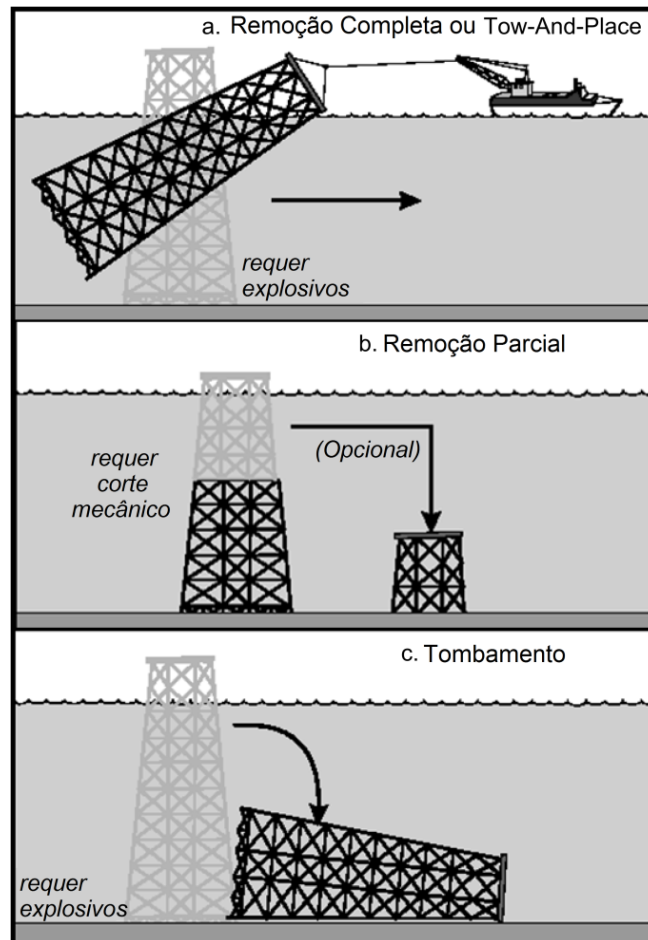 a. Remoção Completa ou Tow-And-Place
requer
explosivos
b. Remoção Parcial
(Opcional)
requer
corte
mecânico
c. Tombamento
requer
explosivos